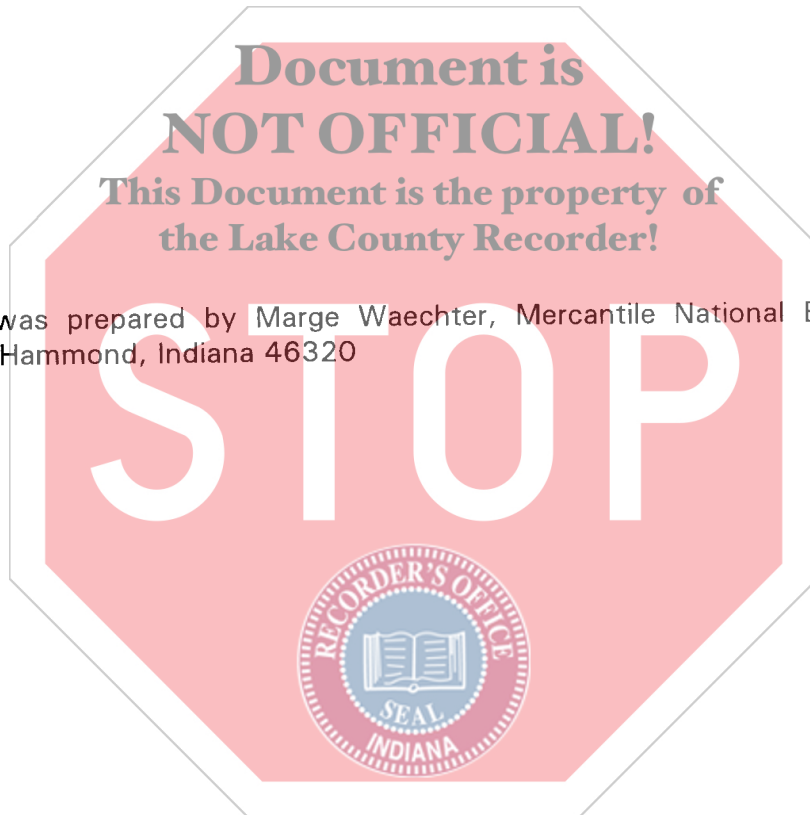 Document is
NOT OFFICIAL!
This Document is the property of
the Lake County Recorder!
was prepared by Marge Waechter, Mercantile National
Hammond, Indiana 46320
STOP
RECORDER'S OFFICE
SEAL
INDIANA